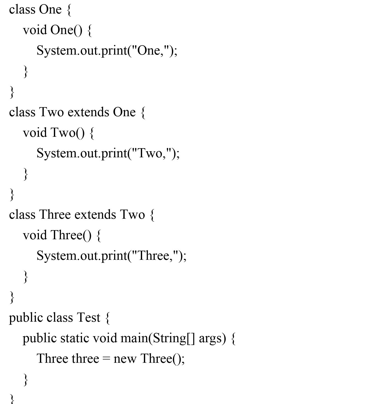 class One {
void One() {
System.out.print("One,");
}
}
class Two extends One {
void Two() {
System.out.print("Two,");
}
}
class Three extends Two {
void Three() {
System.out.print("Three,");
}
}
public class Test {
public static void main(String[] args) {
Three three = new Three();
}
}